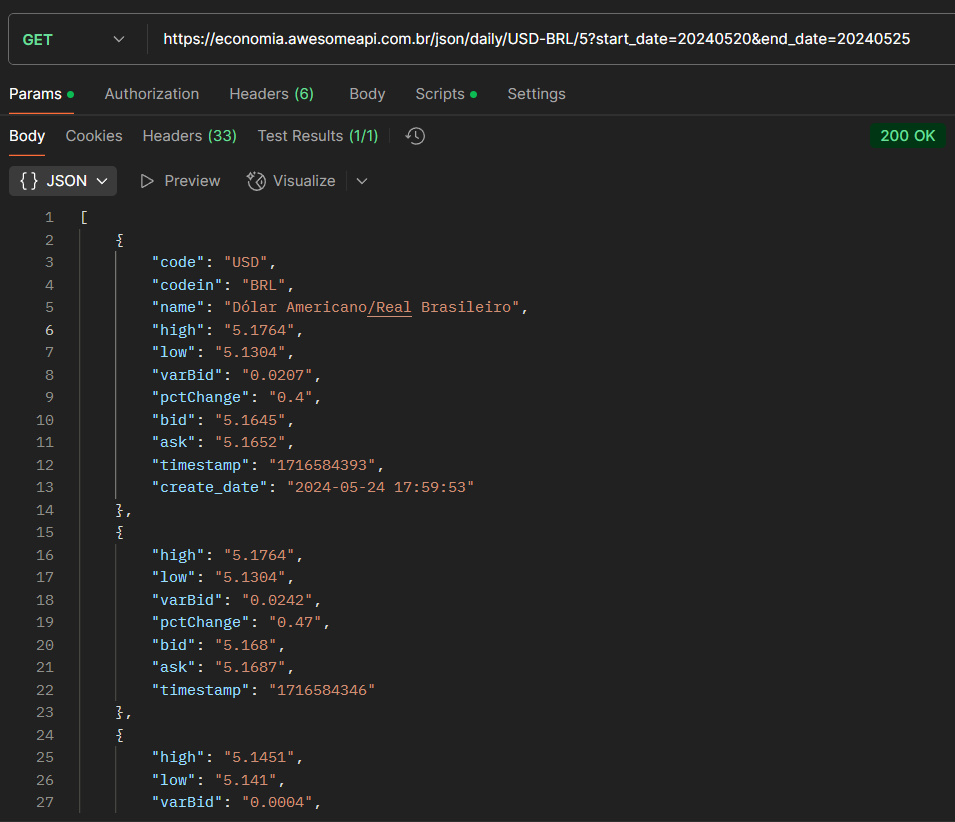 GET https://economia.awesomeapi.com.br/json/daily/USD-BRL/5?start_date=20240520&end_date=20240525
Params Authorization Headers (6) Body Scripts Settings
Body Cookies Headers (33) Test Results (1/1) 200 OK
{} JSON Preview Visualize
1 [
2 {
3 "code": "USD",
4 "codein": "BRL",
5 "name": "Dólar Americano/Real Brasileiro",
6 "high": "5.1764",
7 "low": "5.1304",
8 "varBid": "0.0207",
9 "pctChange": "0.4",
10 "bid": "5.1645",
11 "ask": "5.1652",
12 "timestamp": "1716584393",
13 "create_date": "2024-05-24 17:59:53"
14 },
15 {
16 "high": "5.1764",
17 "low": "5.1304",
18 "varBid": "0.0242",
19 "pctChange": "0.47",
20 "bid": "5.168",
21 "ask": "5.1687",
22 "timestamp": "1716584346"
23 },
24 {
25 "high": "5.1451",
26 "low": "5.141",
27 "varBid": "0.0004",